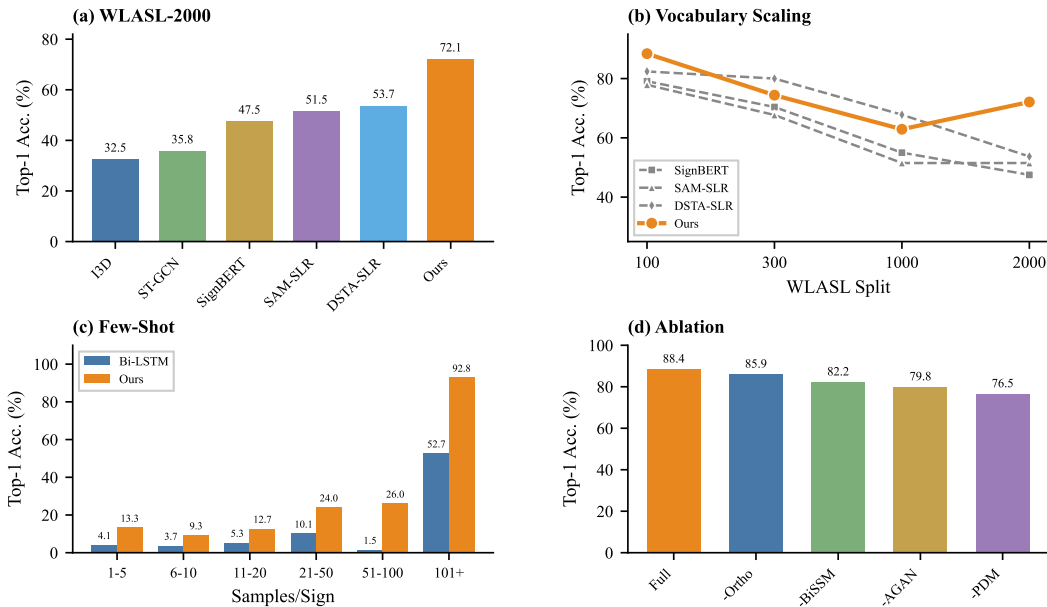 (a) WLASL-2000
Top-1 Acc. (%)
80
60
40
20
0
32.5
35.8
47.5
51.5
53.7
72.1
I3D
ST-GCN
SignBERT
SAM-SLR
DSTA-SLR
Ours
(b) Vocabulary Scaling
Top-1 Acc. (%)
80
60
40
SignBERT
SAM-SLR
DSTA-SLR
Ours
100
300
1000
2000
WLASL Split
(c) Few-Shot
Top-1 Acc. (%)
100
80
60
40
20
0
Bi-LSTM
Ours
4.1
13.3
3.7
9.3
5.3
12.7
10.1
24.0
1.5
26.0
52.7
92.8
1-5
6-10
11-20
21-50
51-100
101+
Samples/Sign
(d) Ablation
Top-1 Acc. (%)
100
80
60
40
20
0
88.4
85.9
82.2
79.8
76.5
Full
-Ortho
-BiSSM
-AGAN
-PDM